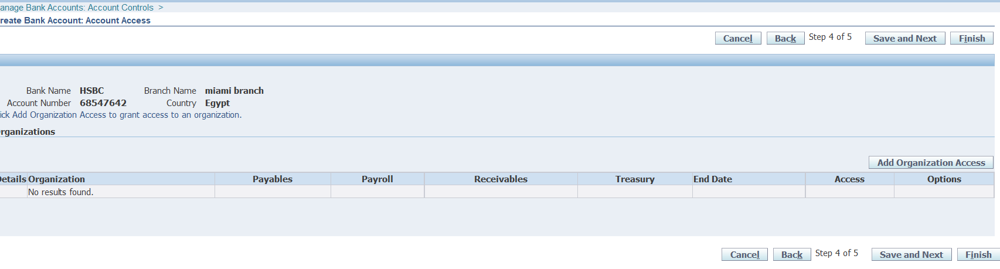 anage Bank Accounts: Account Controls >
reate Bank Account: Account Access
Cancel Back Step 4 of 5 Save and Next Finish
Bank Name HSBC Branch Name miami branch
Account Number 68547642 Country Egypt
ick Add Organization Access to grant access to an organization.
rganizations
Add Organization Access
Details Organization Payables Payroll Receivables Treasury End Date Access Options
No results found.
Cancel Back Step 4 of 5 Save and Next Finish